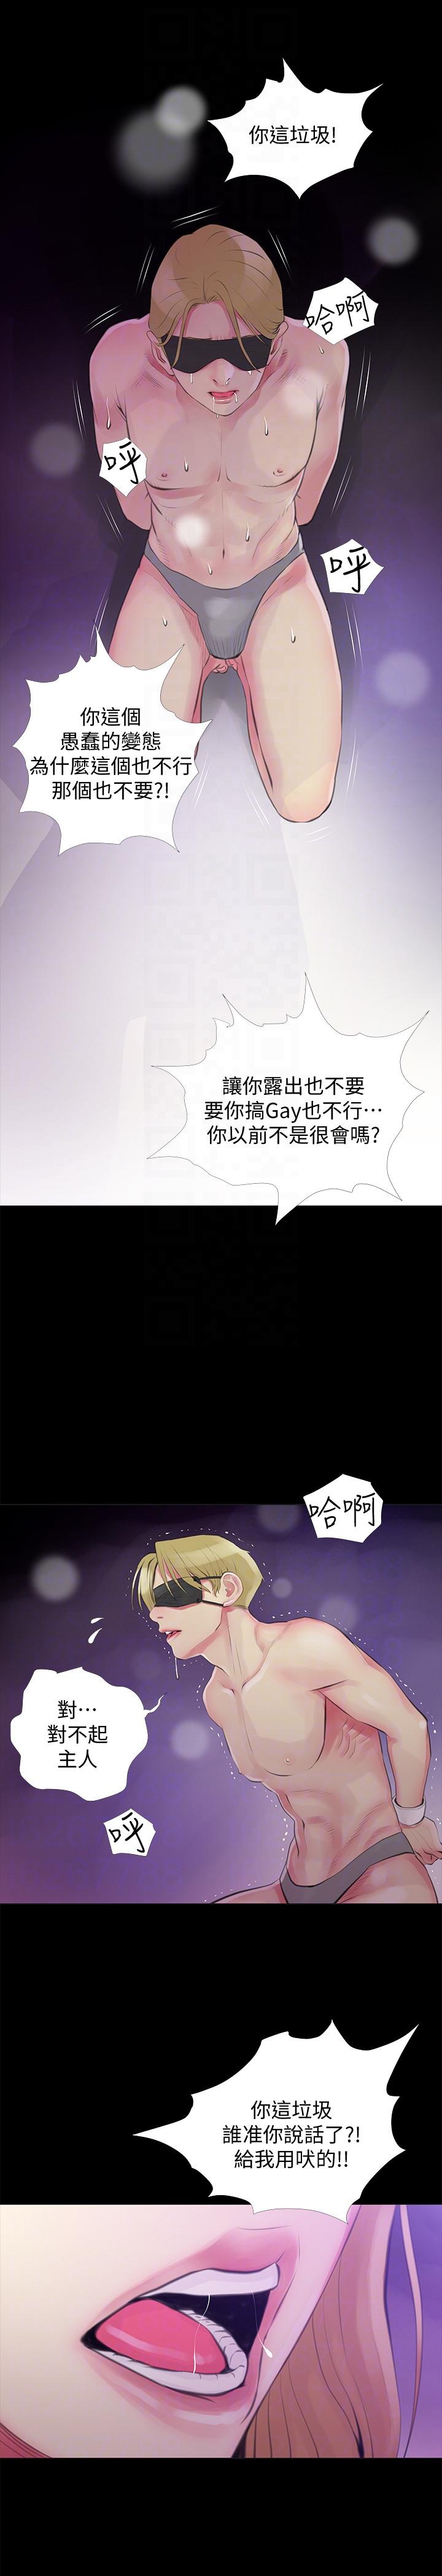 你這垃圾!
哈啊
呼
呼
你這個
愚蠢的變態
為什麼這個也不行
那個也不要?!
讓你露出也不要
要你搞Gay也不行…
你以前不是很會嗎?
哈啊
對…
對不起
主人
呼
你這垃圾
誰准你說話了?!
給我用吠的!!